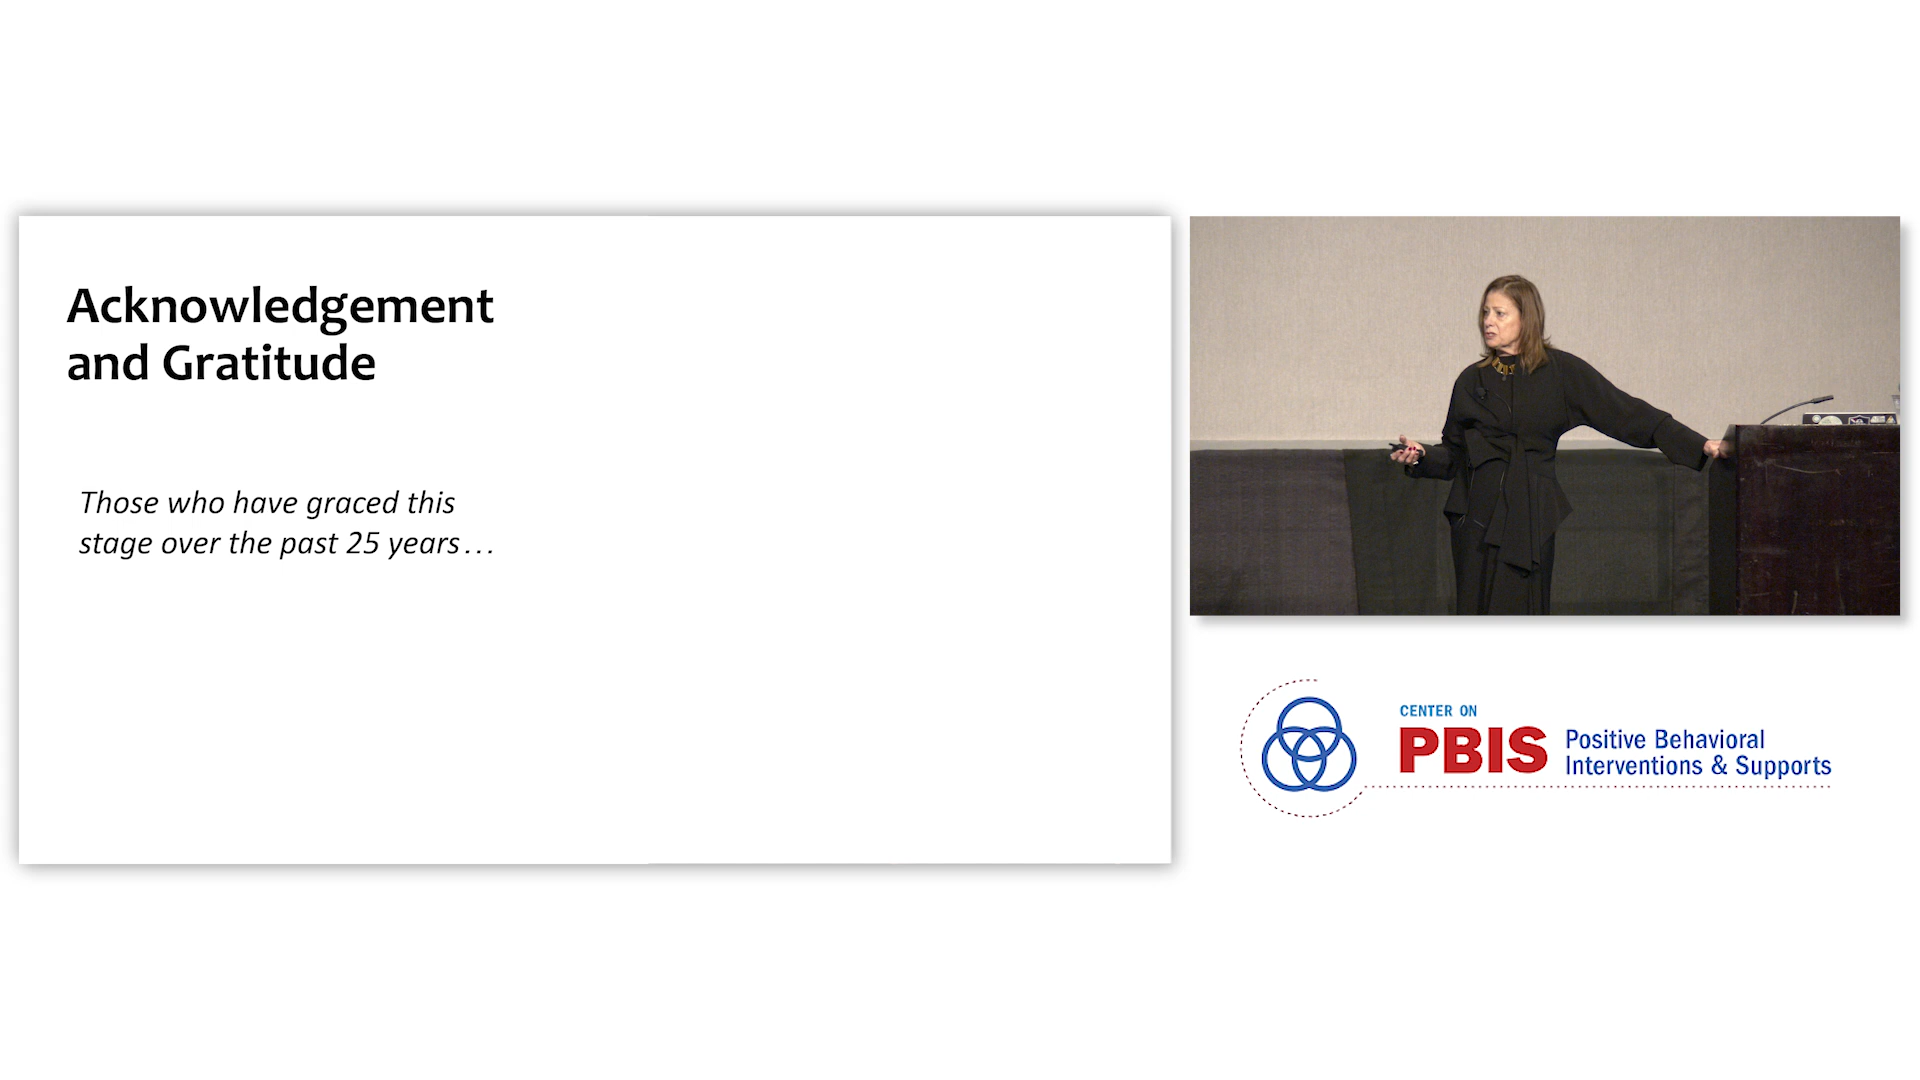 Acknowledgement
and Gratitude
Those who have graced this
stage over the past 25 years...
CENTER ON
PBIS
Positive Behavioral
Interventions & Supports